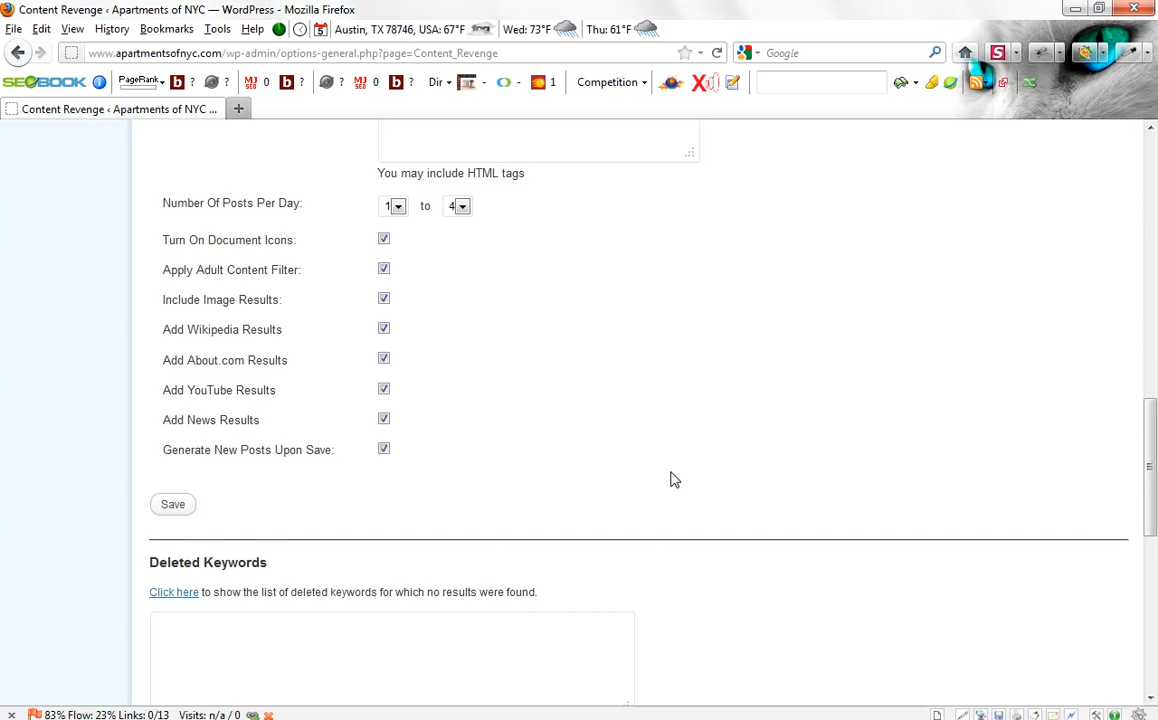 Content Revenge ‹ Apartments of NYC — WordPress - Mozilla Firefox
File Edit View History Bookmarks Tools Help 5 Austin, TX 78746, USA: 67°F Wed: 73°F Thu: 61°F
www.apartmentsofnyc.com/wp-admin/options-general.php?page=Content_Revenge Google S
SEOBOOK i PageRank b ? ? MJ SEO 0 b ? ? MJ SEO 0 b ? Dir - - 1 Competition X
Content Revenge ‹ Apartments of NYC ... +
You may include HTML tags
Number Of Posts Per Day: 1 to 4
Turn On Document Icons:
Apply Adult Content Filter:
Include Image Results:
Add Wikipedia Results
Add About.com Results
Add YouTube Results
Add News Results
Generate New Posts Upon Save:
Save
Deleted Keywords
Click here to show the list of deleted keywords for which no results were found.
83% Flow: 23% Links: 0/13 Visits: n/a / 0